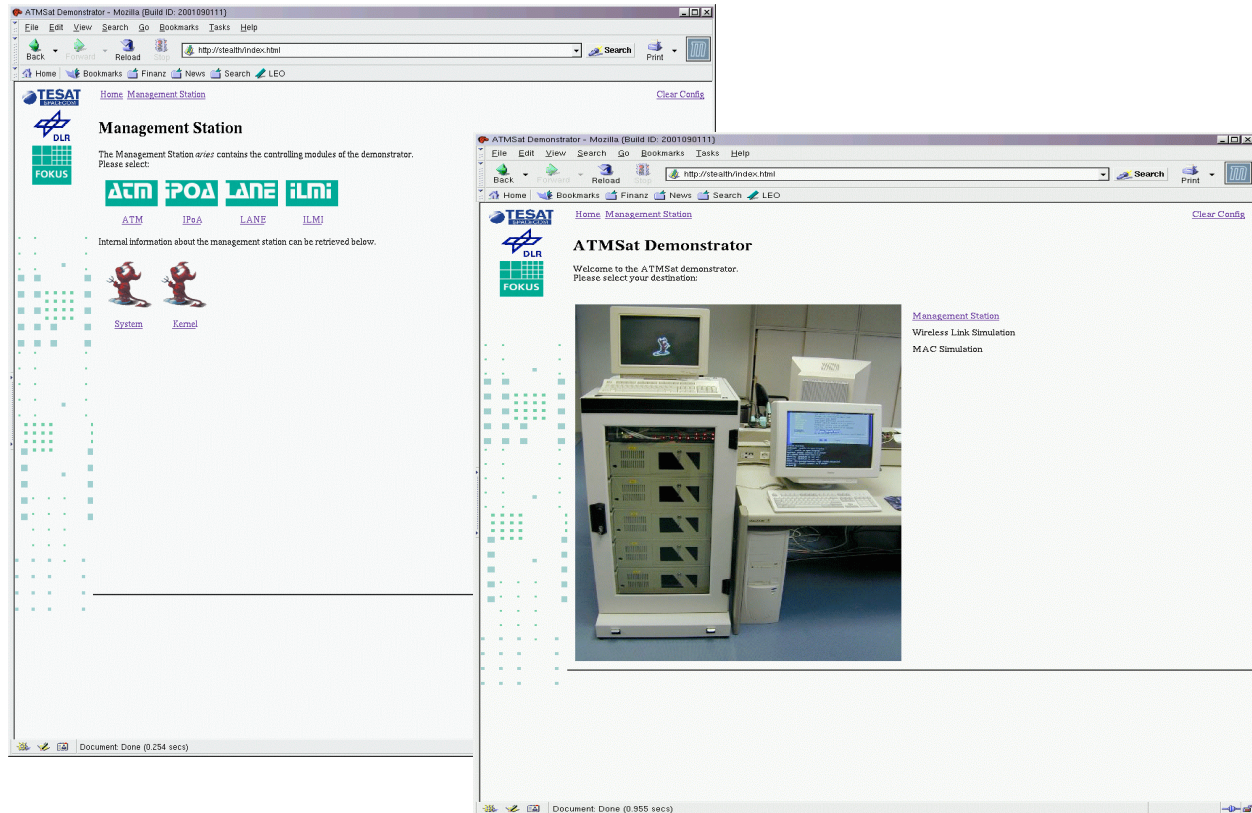 ATMSat Demonstrator - Mozilla {Build ID: 2001090111}
File Edit View Search Go Bookmarks Tasks Help
Back Forward Reload Stop http://stealth/index.html Search Print
Home Bookmarks Finanz News Search LEO
TESAT
SPACECOM
DLR
FOKUS
Home Management Station Clear Config
Management Station
The Management Station aries contains the controlling modules of the demonstrator.
Please select:
ATM IPOA LANE iLMi
ATM IPoA LANE ILMI
Internal information about the management station can be retrieved below.
System Kernel
Document: Done (0.254 secs)
ATMSat Demonstrator - Mozilla {Build ID: 2001090111}
File Edit View Search Go Bookmarks Tasks Help
Back Forward Reload Stop http://stealth/index.html Search Print
Home Bookmarks Finanz News Search LEO
TESAT
SPACECOM
DLR
FOKUS
Home Management Station Clear Config
ATMSat Demonstrator
Welcome to the ATMSat demonstrator.
Please select your destination:
Management Station
Wireless Link Simulation
MAC Simulation
Document: Done (0.955 secs)